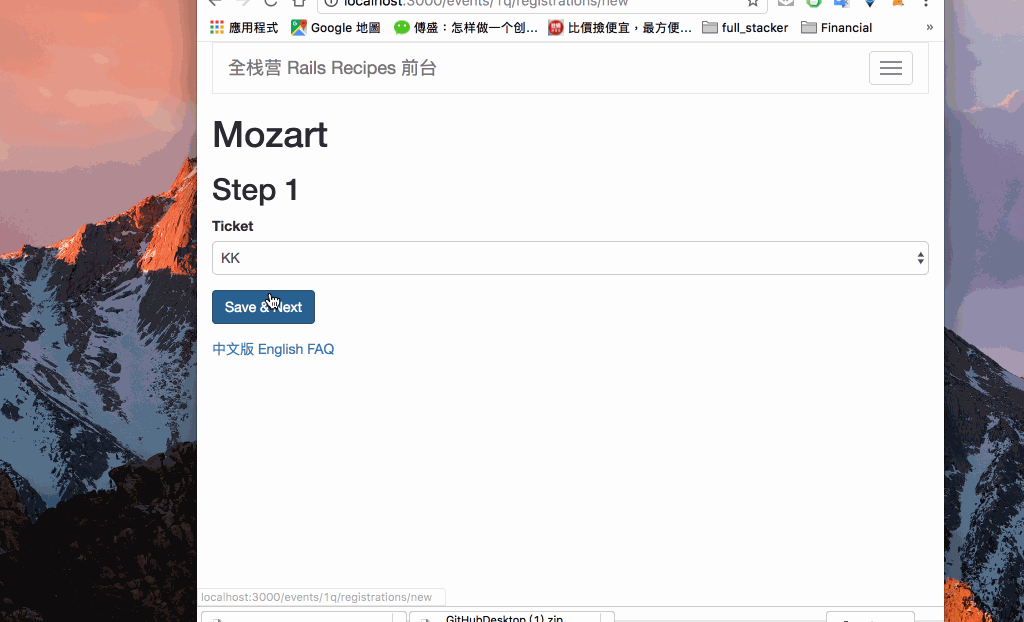 localhost:3000/events/1q/registrations/new
應用程式 Google 地圖 傅盛：怎样做一个创... 比價撿便宜，最方便... full_stacker Financial »
全栈营 Rails Recipes 前台
Mozart
Step 1
Ticket
KK
Save & Next
中文版 English FAQ
localhost:3000/events/1q/registrations/new
GitHubDesktop (1).zip